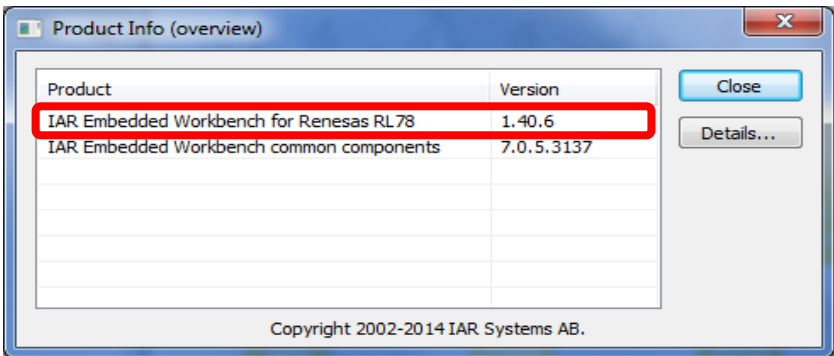 Product Info (overview)
Product Version
IAR Embedded Workbench for Renesas RL78 1.40.6
IAR Embedded Workbench common components 7.0.5.3137
Close
Details...
Copyright 2002-2014 IAR Systems AB.